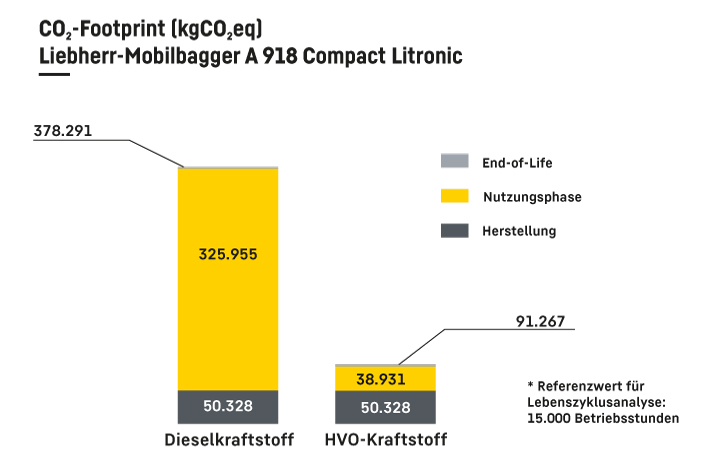 CO₂-Footprint (kgCO₂eq)
Liebherr-Mobilbagger A 918 Compact Litronic
378.291
End-of-Life
Nutzungsphase
Herstellung
325.955
91.267
38.931
50.328
50.328
* Referenzwert für
Lebenszyklusanalyse:
15.000 Betriebsstunden
Dieselkraftstoff
HVO-Kraftstoff